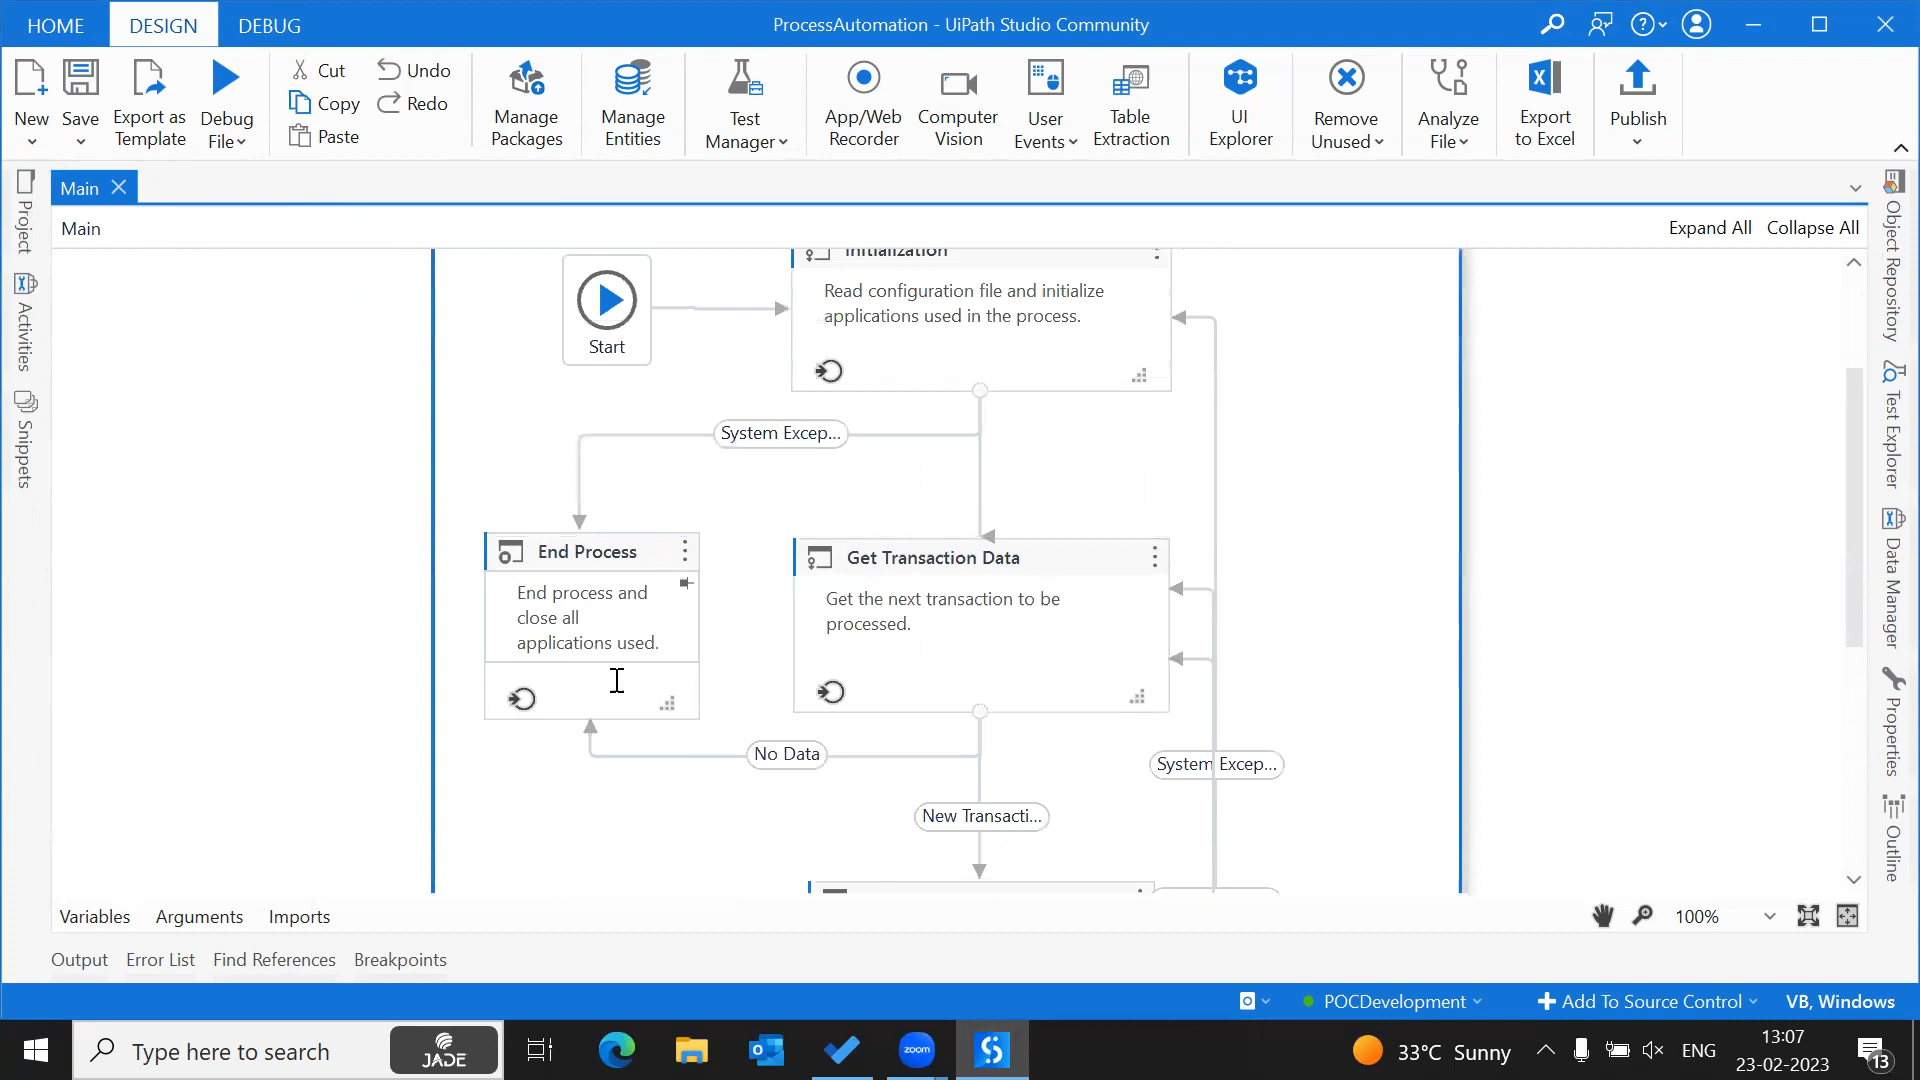 HOME DESIGN DEBUG
ProcessAutomation - UiPath Studio Community
New
Save
Export as
Template
Debug
File
Cut
Copy
Paste
Undo
Redo
Manage
Packages
Manage
Entities
Test
Manager
App/Web
Recorder
Computer
Vision
User
Events
Table
Extraction
UI
Explorer
Remove
Unused
Analyze
File
Export
to Excel
Publish
Main
Main
Expand All Collapse All
Project
Activities
Snippets
Object Repository
Test Explorer
Data Manager
Properties
Outline
Initialization
Read configuration file and initialize
applications used in the process.
Start
System Excep...
End Process
End process and
close all
applications used.
Get Transaction Data
Get the next transaction to be
processed.
No Data
System Excep...
New Transacti...
Variables Arguments Imports
100%
Output Error List Find References Breakpoints
POCDevelopment
Add To Source Control
VB, Windows
Type here to search
JADE
zoom
33°C Sunny
ENG
13:07
23-02-2023
13